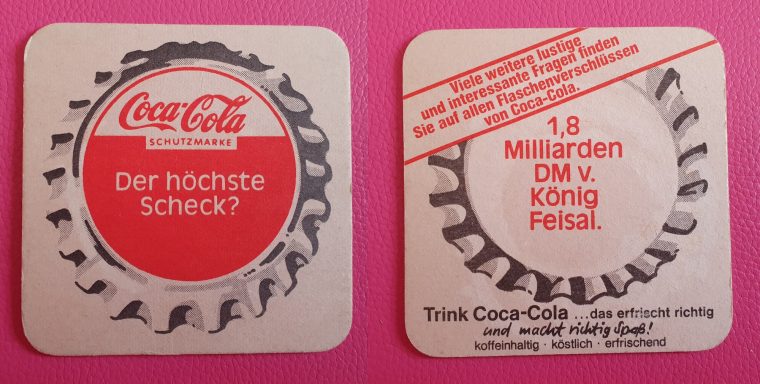 Coca-Cola
SCHUTZMARKE
Der höchste
Scheck?
Viele weitere lustige
und interessante Fragen finden
Sie auf allen Flaschenverschlüssen
von Coca-Cola.
1,8
Milliarden
DM v.
König
Feisal.
Trink Coca-Cola ...das erfrischt richtig
und macht richtig Spaß!
koffeinhaltig · köstlich · erfrischend